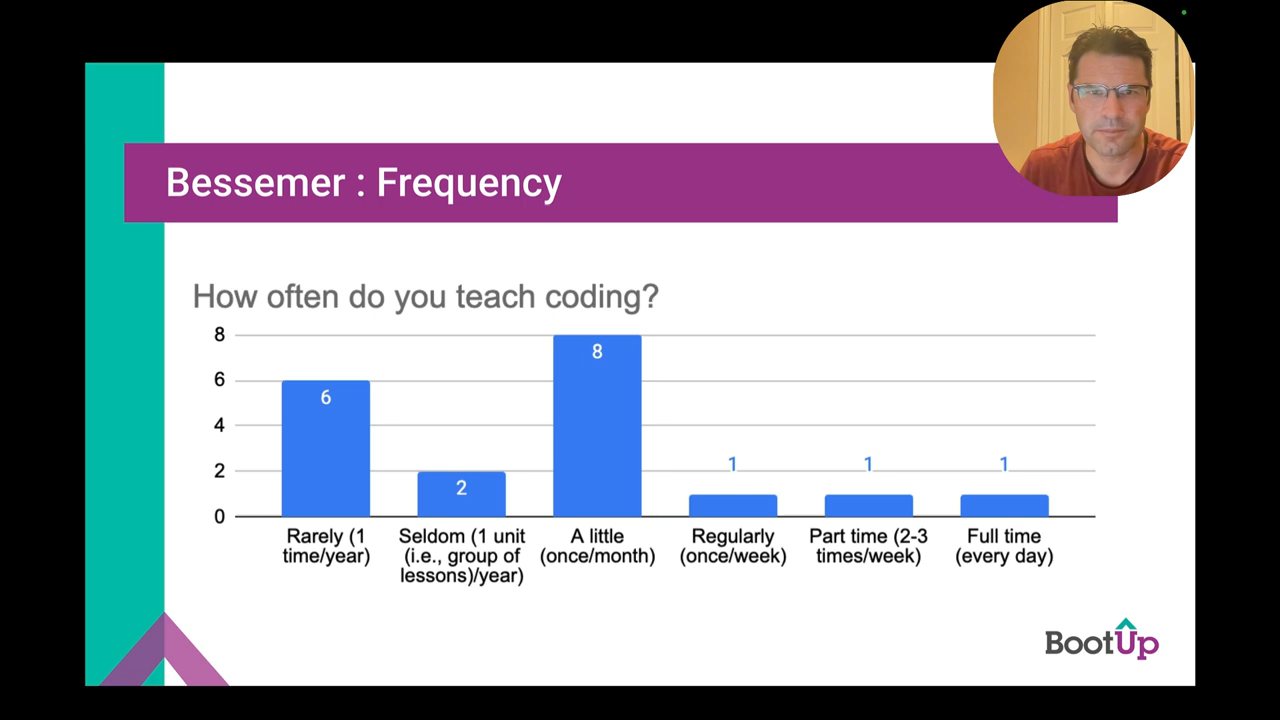 Bessemer : Frequency
How often do you teach coding?
8
6
4
2
0
6
2
8
1
1
1
Rarely (1
time/year)
Seldom (1 unit
(i.e., group of
lessons)/year)
A little
(once/month)
Regularly
(once/week)
Part time (2-3
times/week)
Full time
(every day)
BootUp